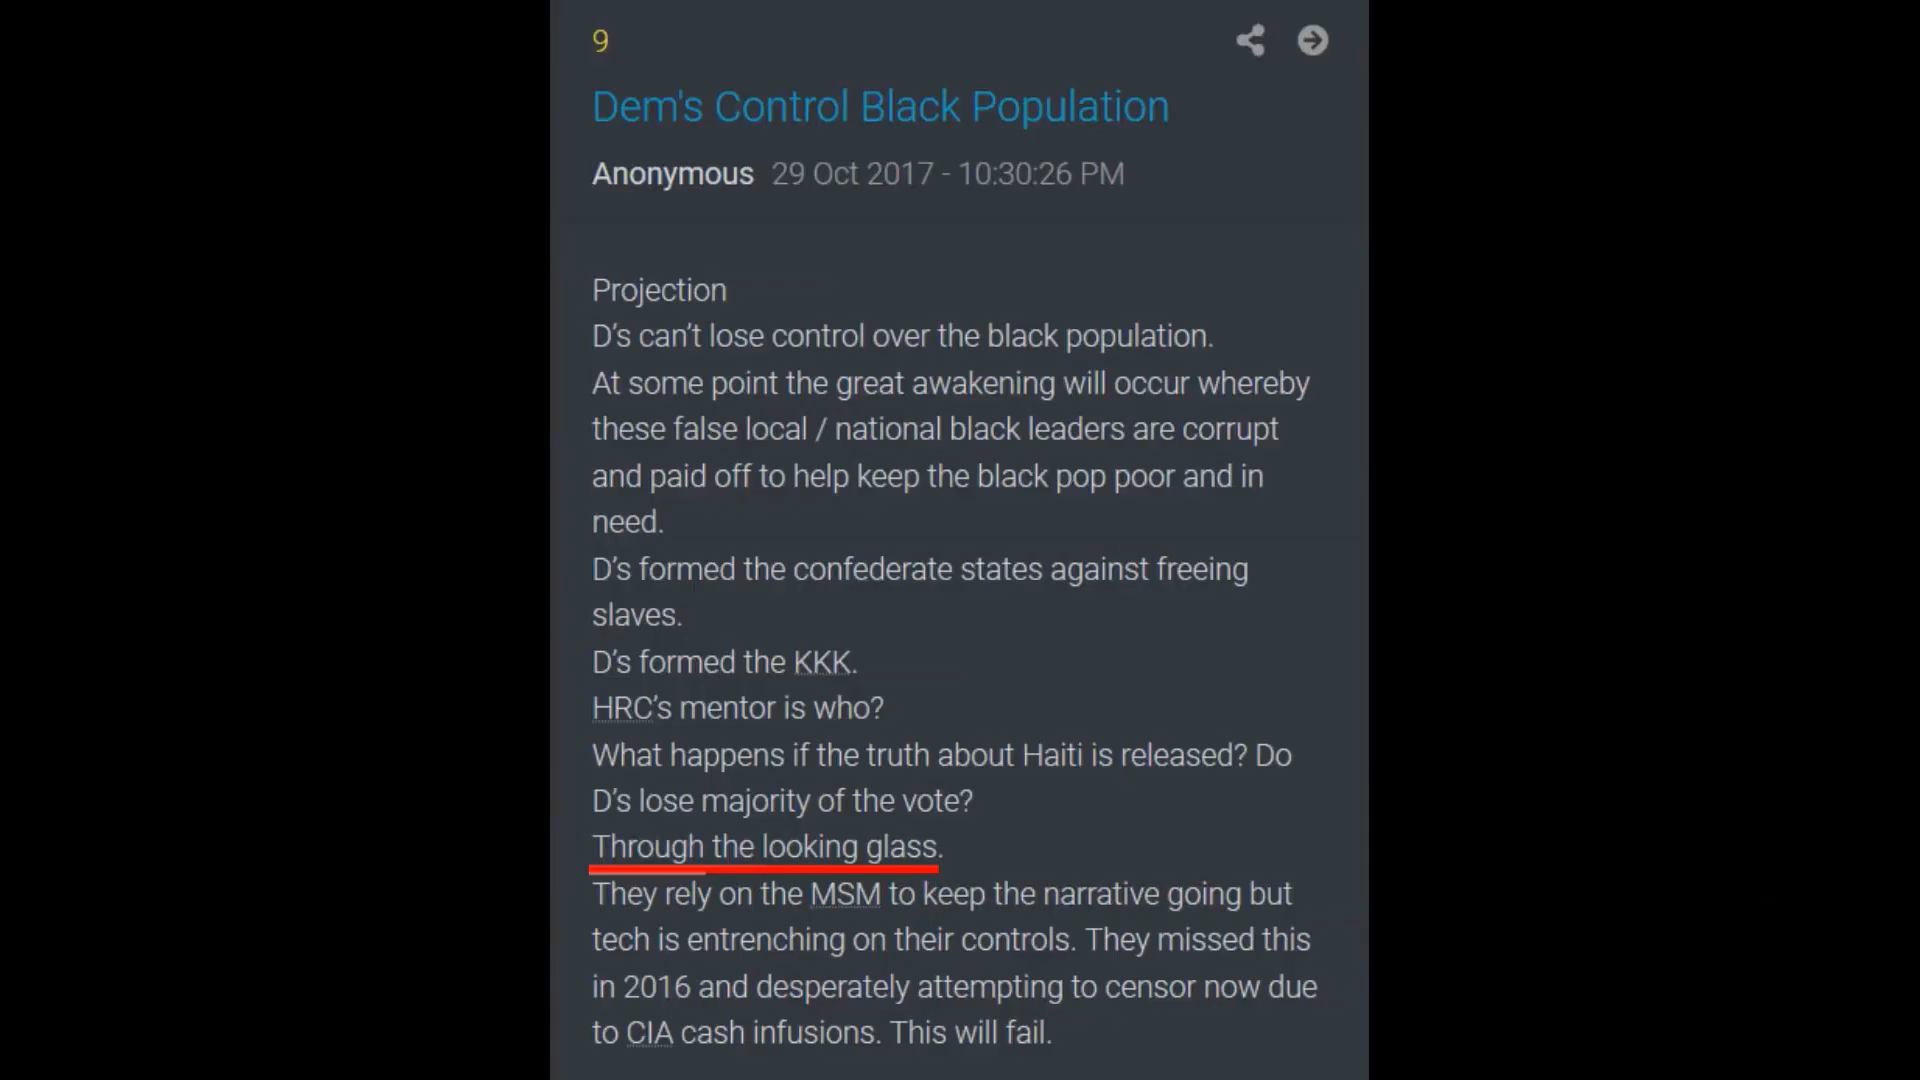 9
Dem's Control Black Population
Anonymous 29 Oct 2017 - 10:30:26 PM
Projection
D’s can’t lose control over the black population.
At some point the great awakening will occur whereby
these false local / national black leaders are corrupt
and paid off to help keep the black pop poor and in
need.
D’s formed the confederate states against freeing
slaves.
D’s formed the KKK.
HRC’s mentor is who?
What happens if the truth about Haiti is released? Do
D’s lose majority of the vote?
Through the looking glass.
They rely on the MSM to keep the narrative going but
tech is entrenching on their controls. They missed this
in 2016 and desperately attempting to censor now due
to CIA cash infusions. This will fail.